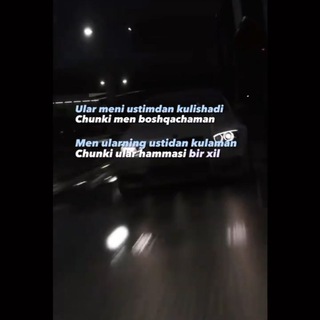 Ular meni ustimdan kulishadi
Chunki men boshqachaman
Men ularning ustidan kulaman
Chunki ular hammasi bir xil